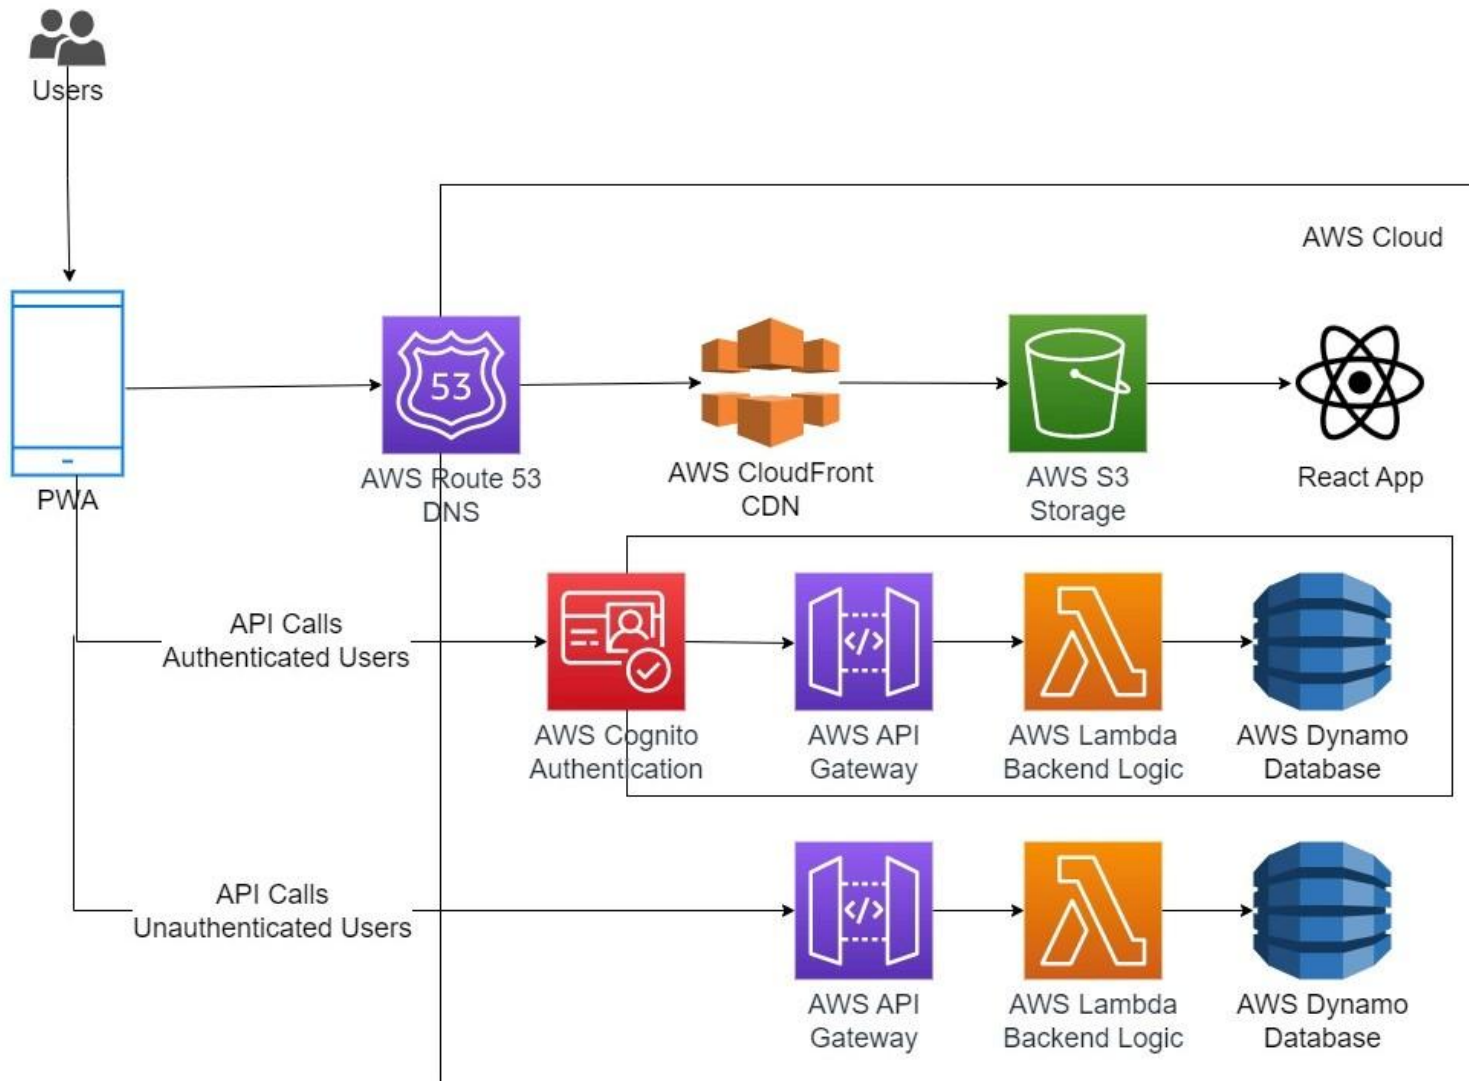 Users
AWS Cloud
53
PWA
AWS Route 53
DNS
AWS CloudFront
CDN
AWS S3
Storage
React App
API Calls
Authenticated Users
</>
AWS Cognito
Authentication
AWS API
Gateway
AWS Lambda
Backend Logic
AWS Dynamo
Database
API Calls
Unauthenticated Users
</>
AWS API
Gateway
AWS Lambda
Backend Logic
AWS Dynamo
Database